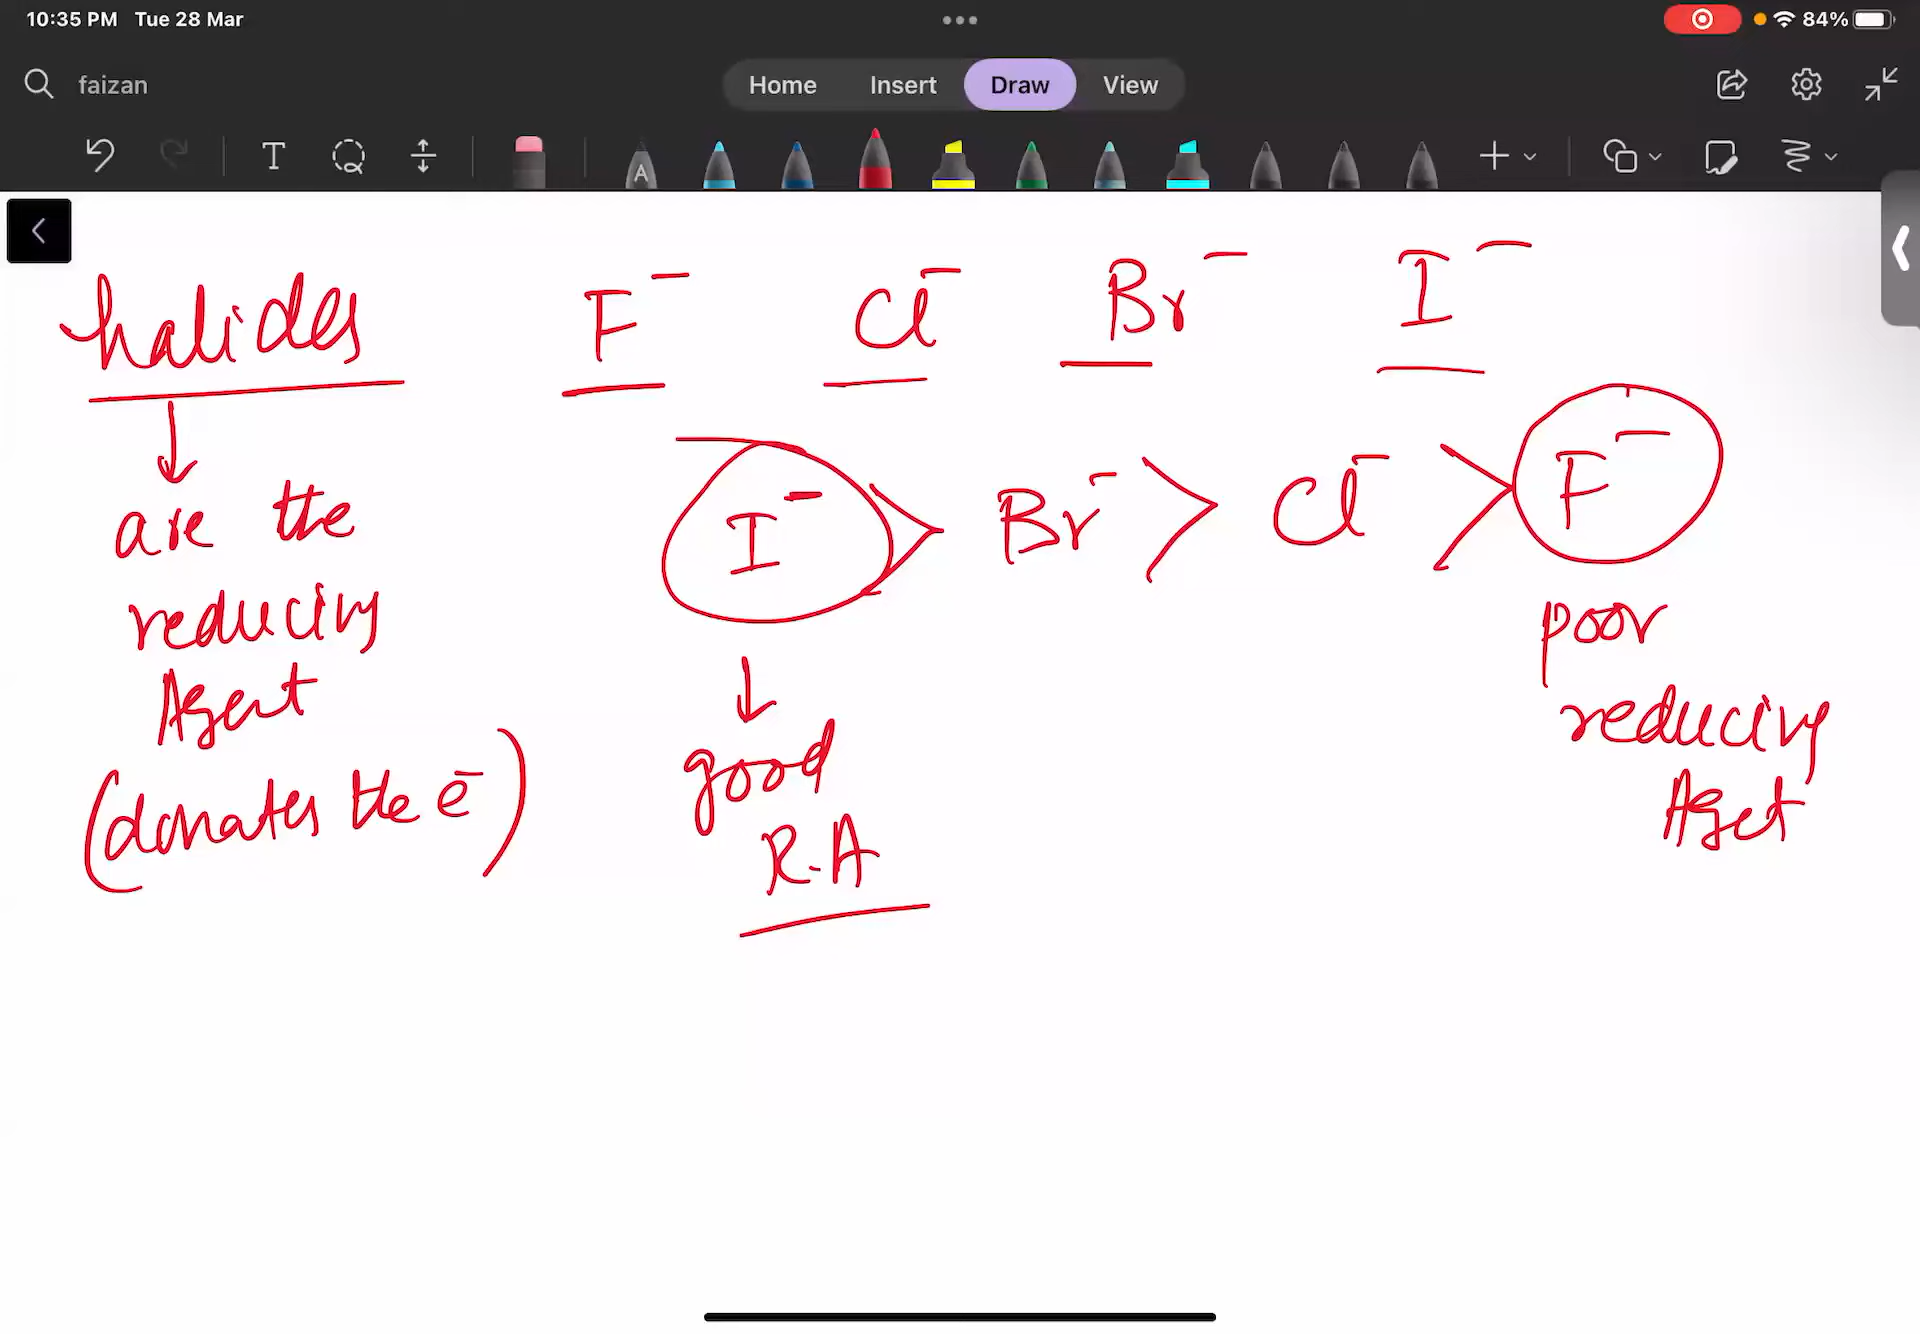 10:35 PM Tue 28 Mar
84%
faizan
Home Insert Draw View
T
A
halides F⁻ Cl⁻ Br⁻ I⁻
I⁻ > Br⁻ > Cl⁻ > F⁻
are the
reducing
Agent
(donates the e⁻)
good
R.A
poor
reducing
Aget